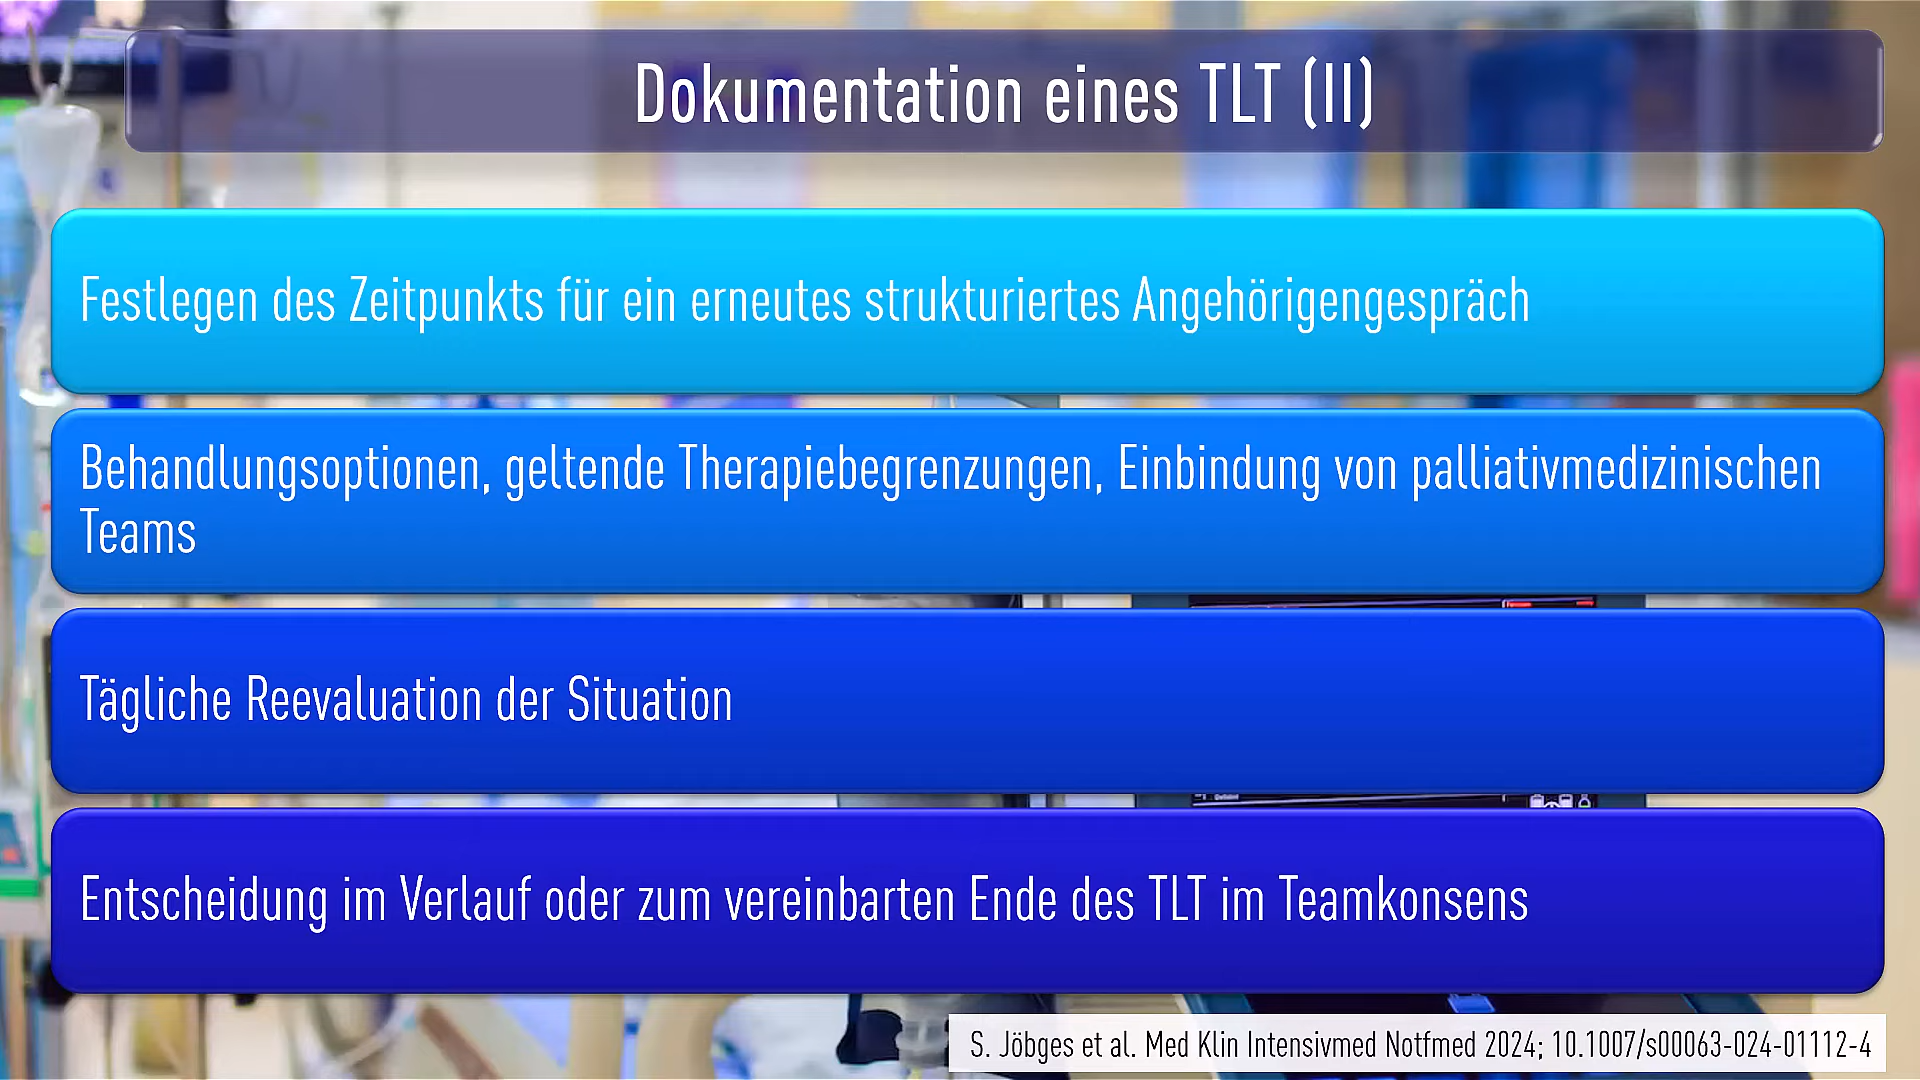 Dokumentation eines TLT (II)
Festlegen des Zeitpunkts für ein erneutes strukturiertes Angehörigengespräch
Behandlungsoptionen, geltende Therapiebegrenzungen, Einbindung von palliativmedizinischen
Teams
Tägliche Reevaluation der Situation
Entscheidung im Verlauf oder zum vereinbarten Ende des TLT im Teamkonsens
S. Jöbges et al. Med Klin Intensivmed Notfmed 2024; 10.1007/s00063-024-01112-4